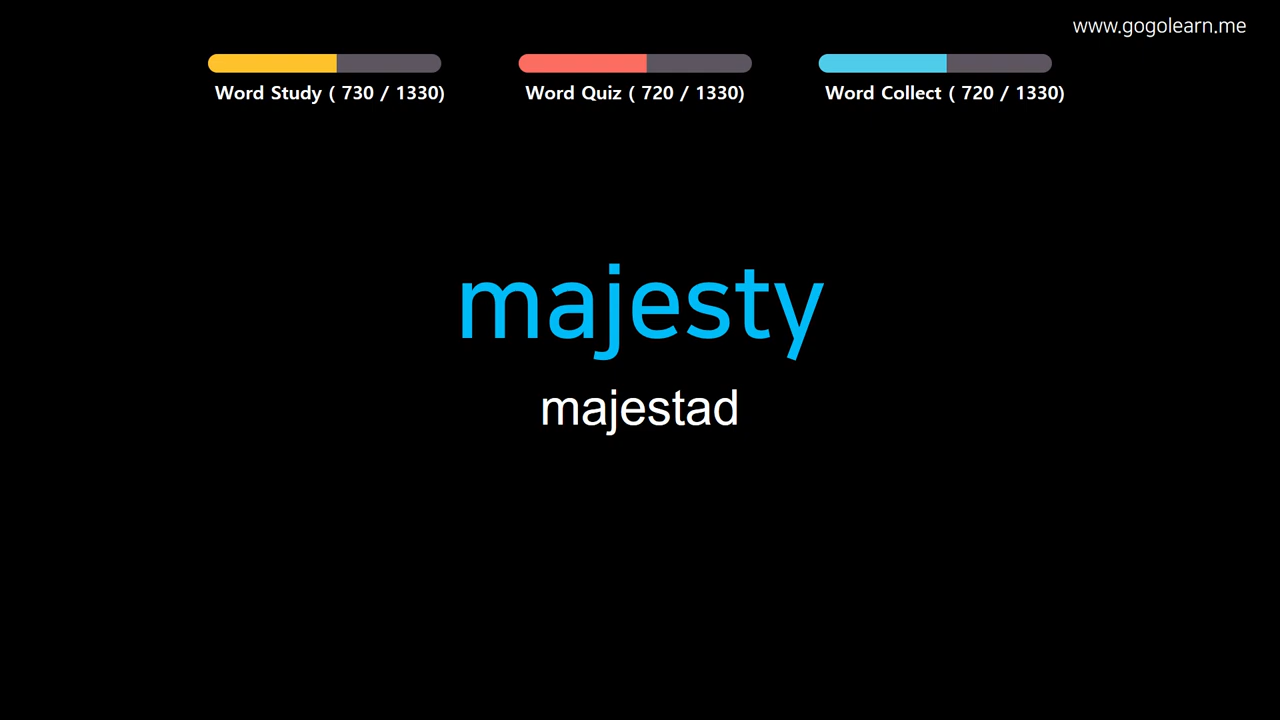 www.gogolearn.me
Word Study ( 730 / 1330)
Word Quiz ( 720 / 1330)
Word Collect ( 720 / 1330)
majesty
majestad